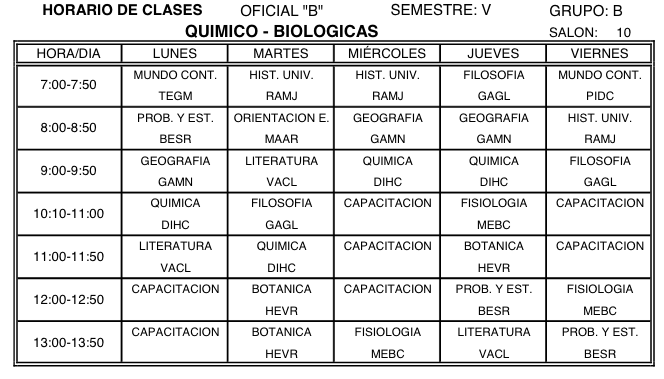 HORARIO DE CLASES OFICIAL "B" SEMESTRE: V GRUPO: B
QUIMICO - BIOLOGICAS SALON: 10
HORA/DIA LUNES MARTES MIÉRCOLES JUEVES VIERNES
7:00-7:50 MUNDO CONT. HIST. UNIV. HIST. UNIV. FILOSOFIA MUNDO CONT.
TEGM RAMJ RAMJ GAGL PIDC
8:00-8:50 PROB. Y EST. ORIENTACION E. GEOGRAFIA GEOGRAFIA HIST. UNIV.
BESR MAAR GAMN GAMN RAMJ
9:00-9:50 GEOGRAFIA LITERATURA QUIMICA QUIMICA FILOSOFIA
GAMN VACL DIHC DIHC GAGL
10:10-11:00 QUIMICA FILOSOFIA CAPACITACION FISIOLOGIA CAPACITACION
DIHC GAGL MEBC
11:00-11:50 LITERATURA QUIMICA CAPACITACION BOTANICA CAPACITACION
VACL DIHC HEVR
12:00-12:50 CAPACITACION BOTANICA CAPACITACION PROB. Y EST. FISIOLOGIA
HEVR BESR MEBC
13:00-13:50 CAPACITACION BOTANICA FISIOLOGIA LITERATURA PROB. Y EST.
HEVR MEBC VACL BESR